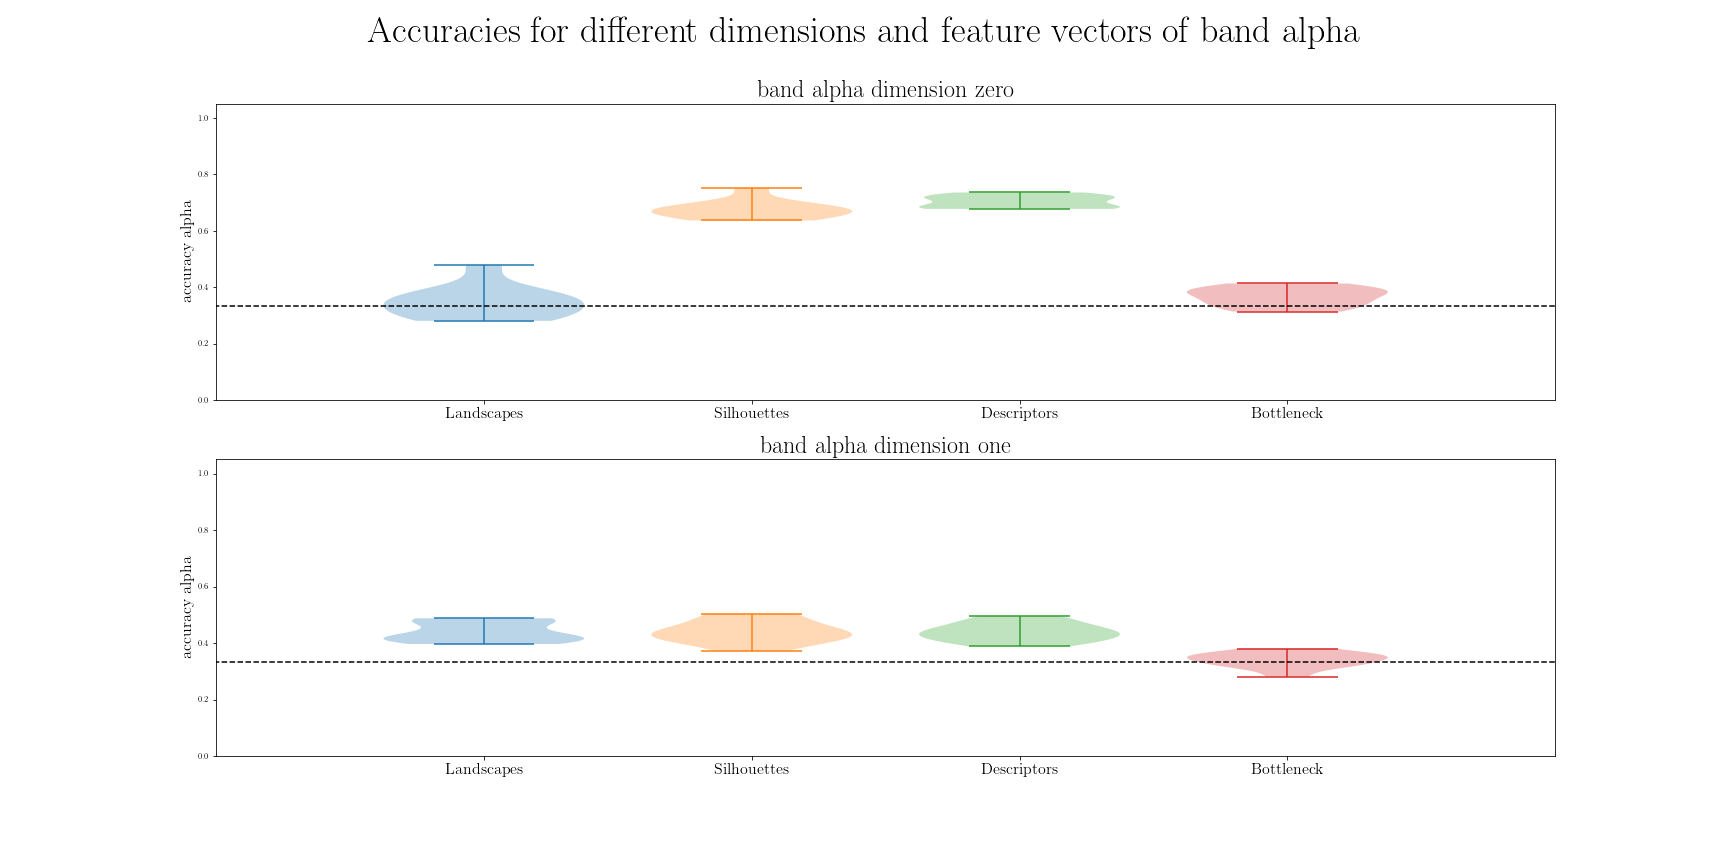 Accuracies for different dimensions and feature vectors of band alpha
band alpha dimension zero
accuracy alpha
1.0
0.8
0.6
0.4
0.2
0.0
Landscapes Silhouettes Descriptors Bottleneck
band alpha dimension one
accuracy alpha
1.0
0.8
0.6
0.4
0.2
0.0
Landscapes Silhouettes Descriptors Bottleneck